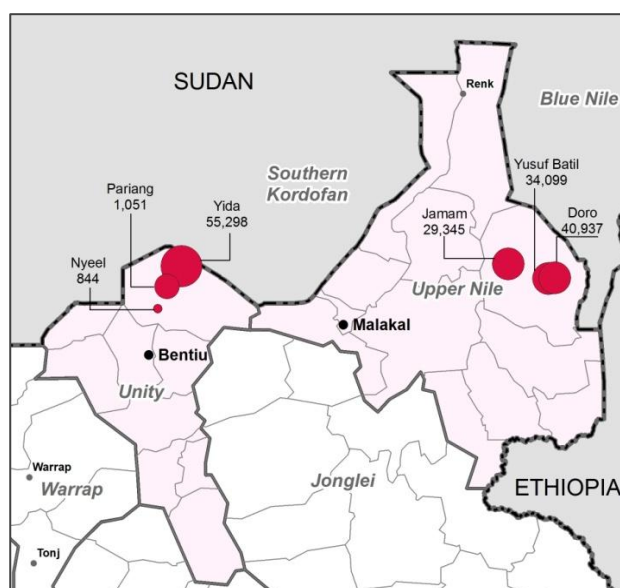 SUDAN
Renk
Blue Nile
Southern
Kordofan
Yusuf Batil
34,099
Pariang
1,051
Yida
55,298
Jamam
29,345
Doro
40,937
Nyeel
844
Upper Nile
Malakal
Bentiu
Unity
Warrap
Warrap
Jonglei
ETHIOPIA
Tonj